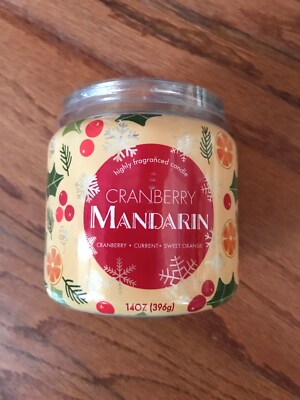 highly fragranced candle
CRANBERRY
MANDARIN
CRANBERRY • CURRENT • SWEET ORANGE
14OZ (396g)